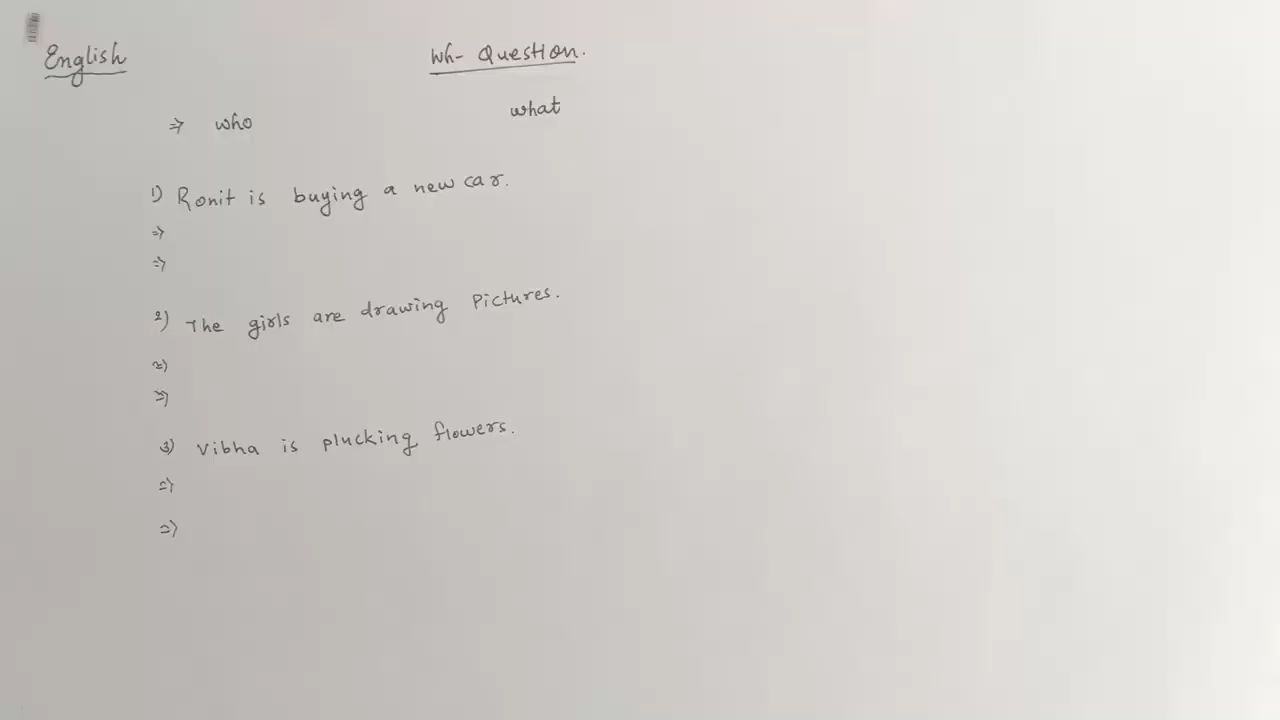 English
Wh- Question.
⇒ who what
1) Ronit is buying a new car.
⇒
⇒
2) The girls are drawing Pictures.
⇒
⇒
3) Vibha is plucking flowers.
⇒
⇒